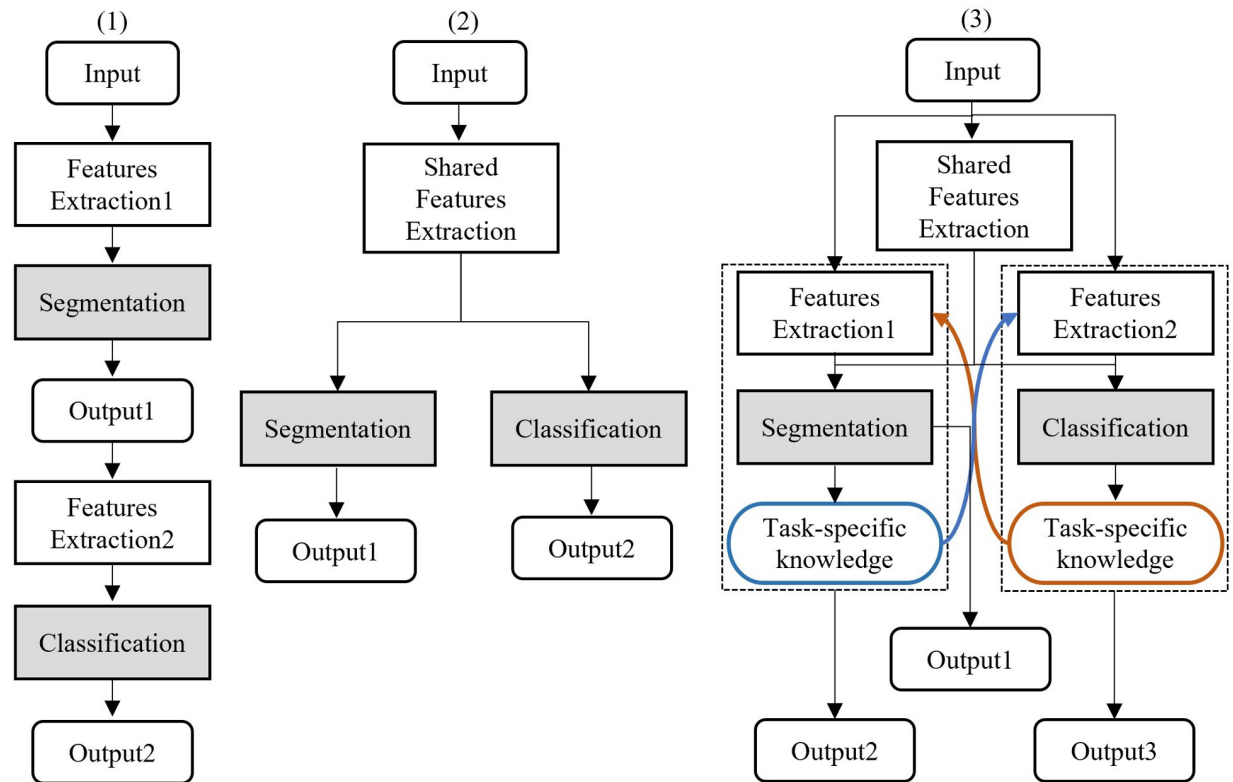 (1)
Input
Features
Extraction1
Segmentation
Output1
Features
Extraction2
Classification
Output2
(2)
Input
Shared
Features
Extraction
Segmentation
Classification
Output1
Output2
(3)
Input
Shared
Features
Extraction
Features
Extraction1
Features
Extraction2
Segmentation
Classification
Task-specific
knowledge
Task-specific
knowledge
Output1
Output2
Output3